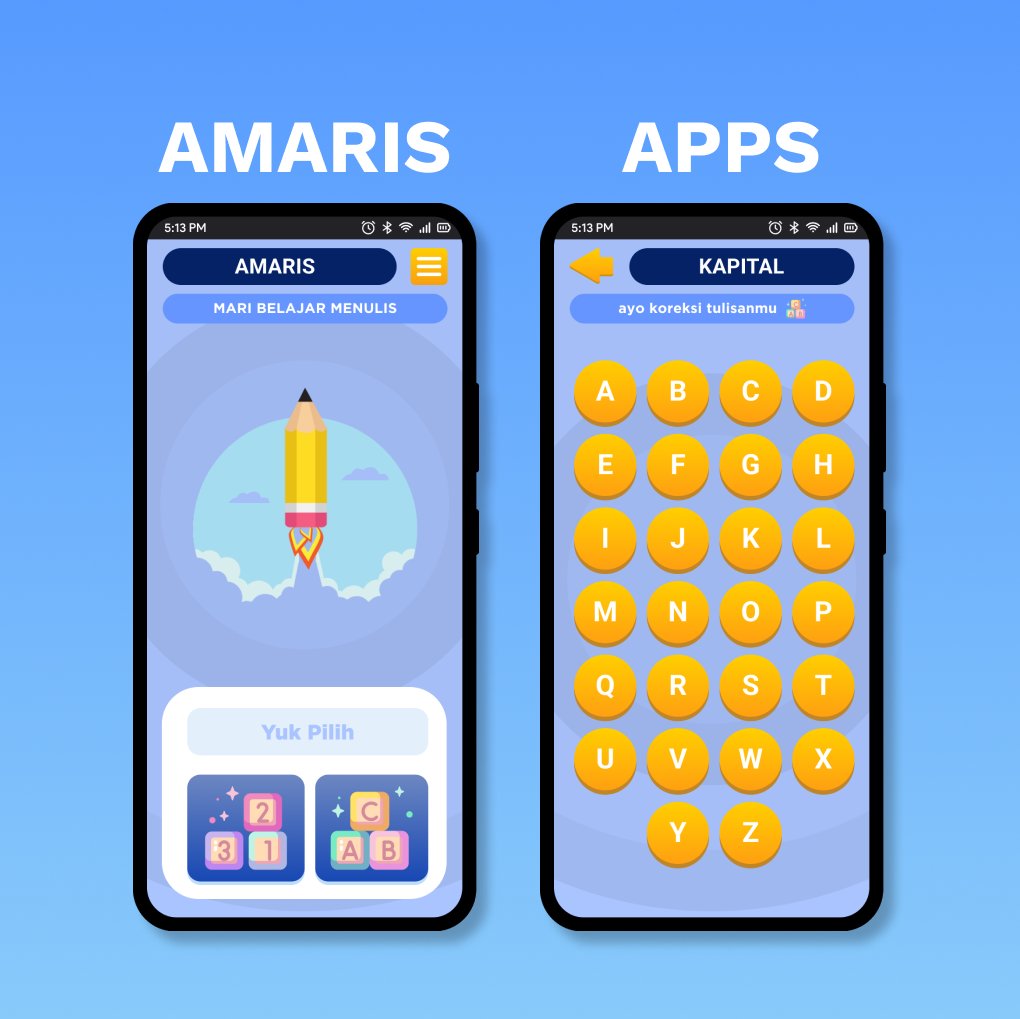 AMARIS APPS
5:13 PM
AMARIS
MARI BELAJAR MENULIS
Yuk Pilih
2
3 1
C
A B
5:13 PM
KAPITAL
ayo koreksi tulisanmu
A B C D
E F G H
I J K L
M N O P
Q R S T
U V W X
Y Z